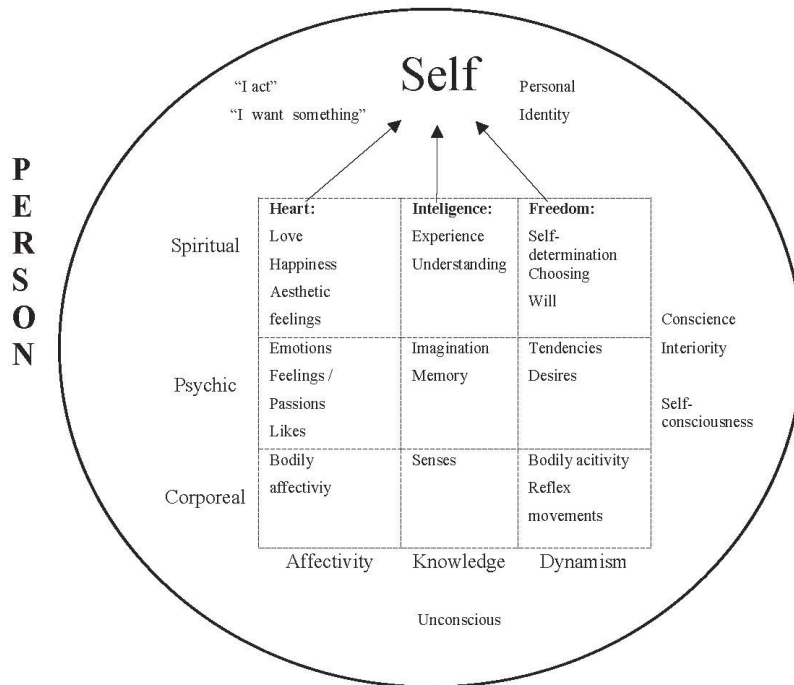 PERSON
Self
“I act”
“I want something”
Personal
Identity
Spiritual
Heart:
Love
Happiness
Aesthetic
feelings
Inteligence:
Experience
Understanding
Freedom:
Self-
determination
Choosing
Will
Psychic
Emotions
Feelings /
Passions
Likes
Imagination
Memory
Tendencies
Desires
Corporeal
Bodily
affectiviy
Senses
Bodily acitivity
Reflex
movements
Conscience
Interiority
Self-
consciousness
Affectivity
Knowledge
Dynamism
Unconscious